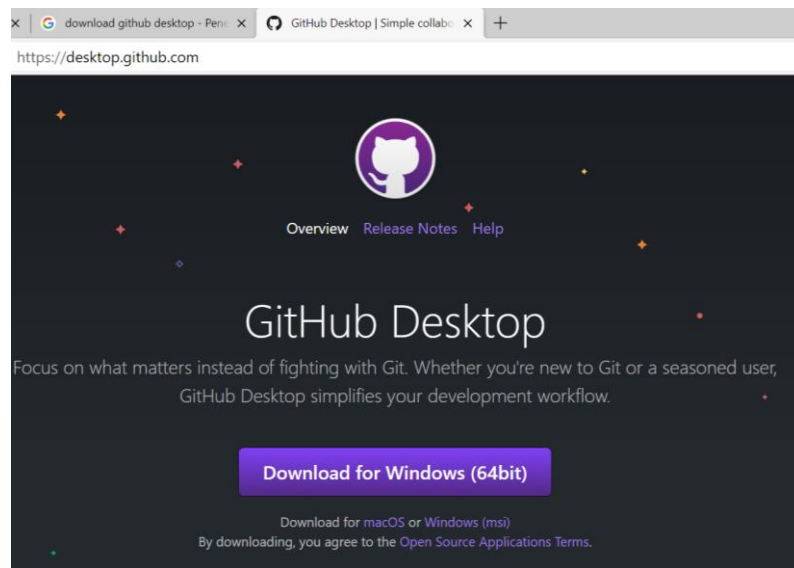 download github desktop - Pene
GitHub Desktop | Simple collabo
https://desktop.github.com
Overview Release Notes Help
GitHub Desktop
Focus on what matters instead of fighting with Git. Whether you're new to Git or a seasoned user,
GitHub Desktop simplifies your development workflow.
Download for Windows (64bit)
Download for macOS or Windows (msi)
By downloading, you agree to the Open Source Applications Terms.